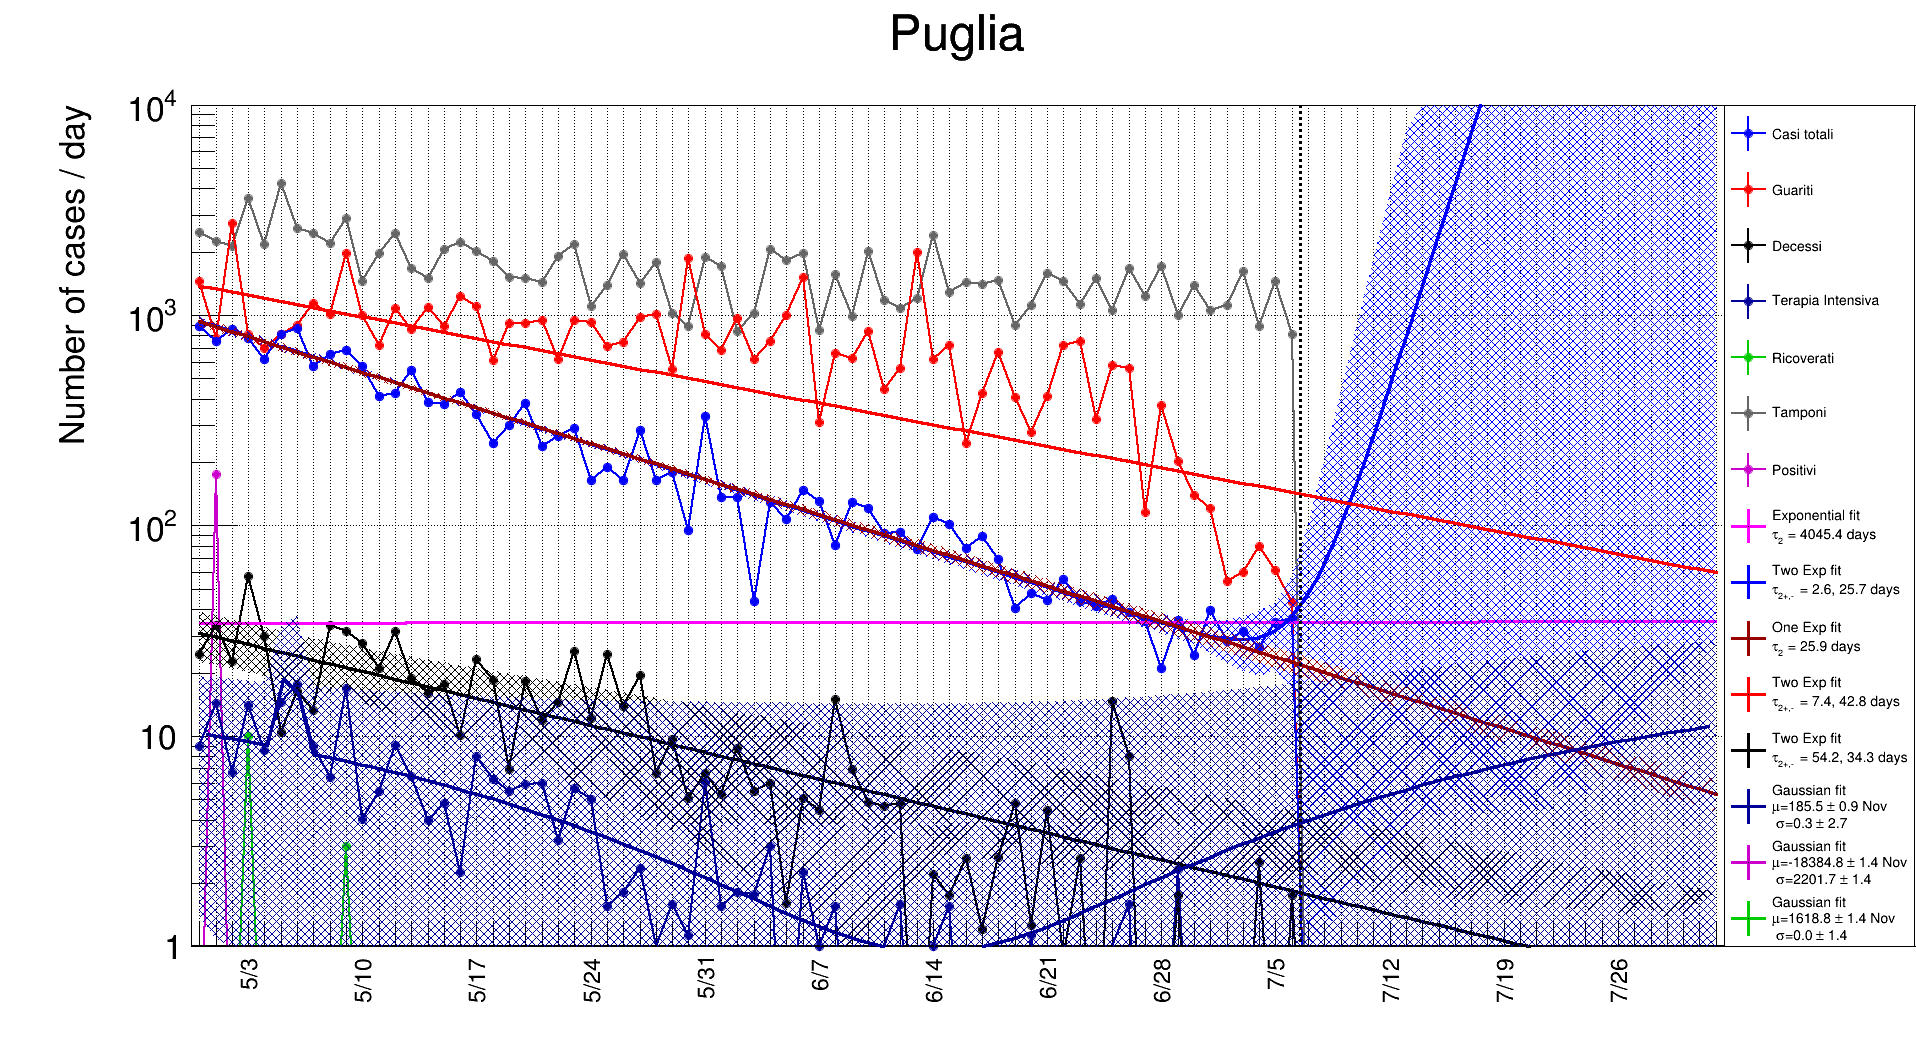 Puglia
Number of cases / day
10⁴
10³
10²
10
1
5/3
5/10
5/17
5/24
5/31
6/7
6/14
6/21
6/28
7/5
7/12
7/19
7/26
Casi totali
Guariti
Decessi
Terapia Intensiva
Ricoverati
Tamponi
Positivi
Exponential fit
τ₂ = 4045.4 days
Two Exp fit
τ₂₊,₋ = 2.6, 25.7 days
One Exp fit
τ₂ = 25.9 days
Two Exp fit
τ₂₊,₋ = 7.4, 42.8 days
Two Exp fit
τ₂₊,₋ = 54.2, 34.3 days
Gaussian fit
μ=185.5 ± 0.9 Nov
σ=0.3 ± 2.7
Gaussian fit
μ=-18384.8 ± 1.4 Nov
σ=2201.7 ± 1.4
Gaussian fit
μ=1618.8 ± 1.4 Nov
σ=0.0 ± 1.4